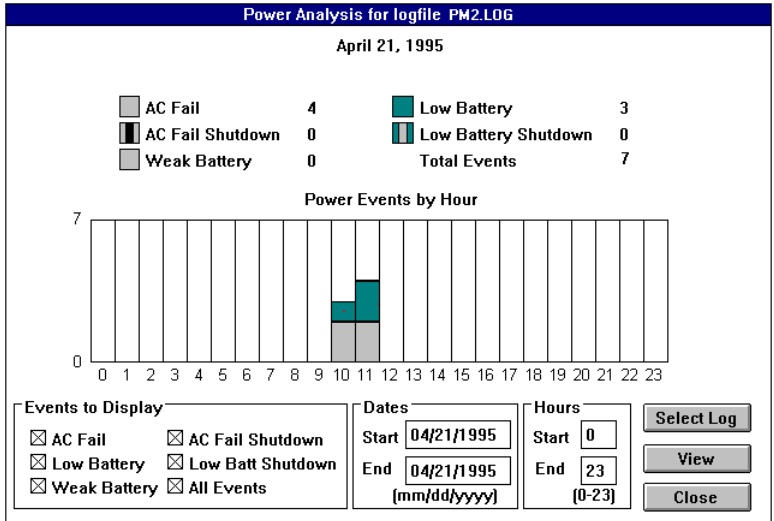 Power Analysis for logfile PM2.LOG
April 21, 1995
AC Fail 4 Low Battery 3
AC Fail Shutdown 0 Low Battery Shutdown 0
Weak Battery 0 Total Events 7
Power Events by Hour
7
0
0 1 2 3 4 5 6 7 8 9 10 11 12 13 14 15 16 17 18 19 20 21 22 23
Events to Display
AC Fail AC Fail Shutdown
Low Battery Low Batt Shutdown
Weak Battery All Events
Dates
Start 04/21/1995
End 04/21/1995
(mm/dd/yyyy)
Hours
Start 0
End 23
(0-23)
Select Log
View
Close